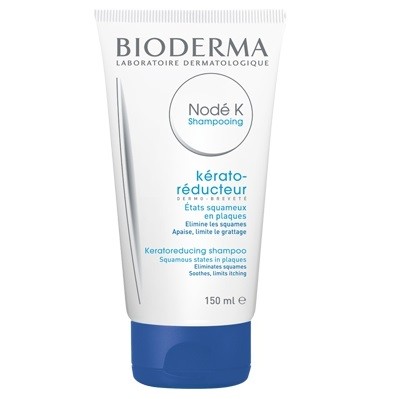 BIODERMA
LABORATOIRE DERMATOLOGIQUE
Nodé K
Shampooing
kérato-
réducteur
DERMO-BREVETÉ
États squameux
en plaques
Elimine les squames
Apaise, limite le grattage
Keratoreducing shampoo
Squamous states in plaques
Eliminates squames
Soothes, limits itching
150 ml e